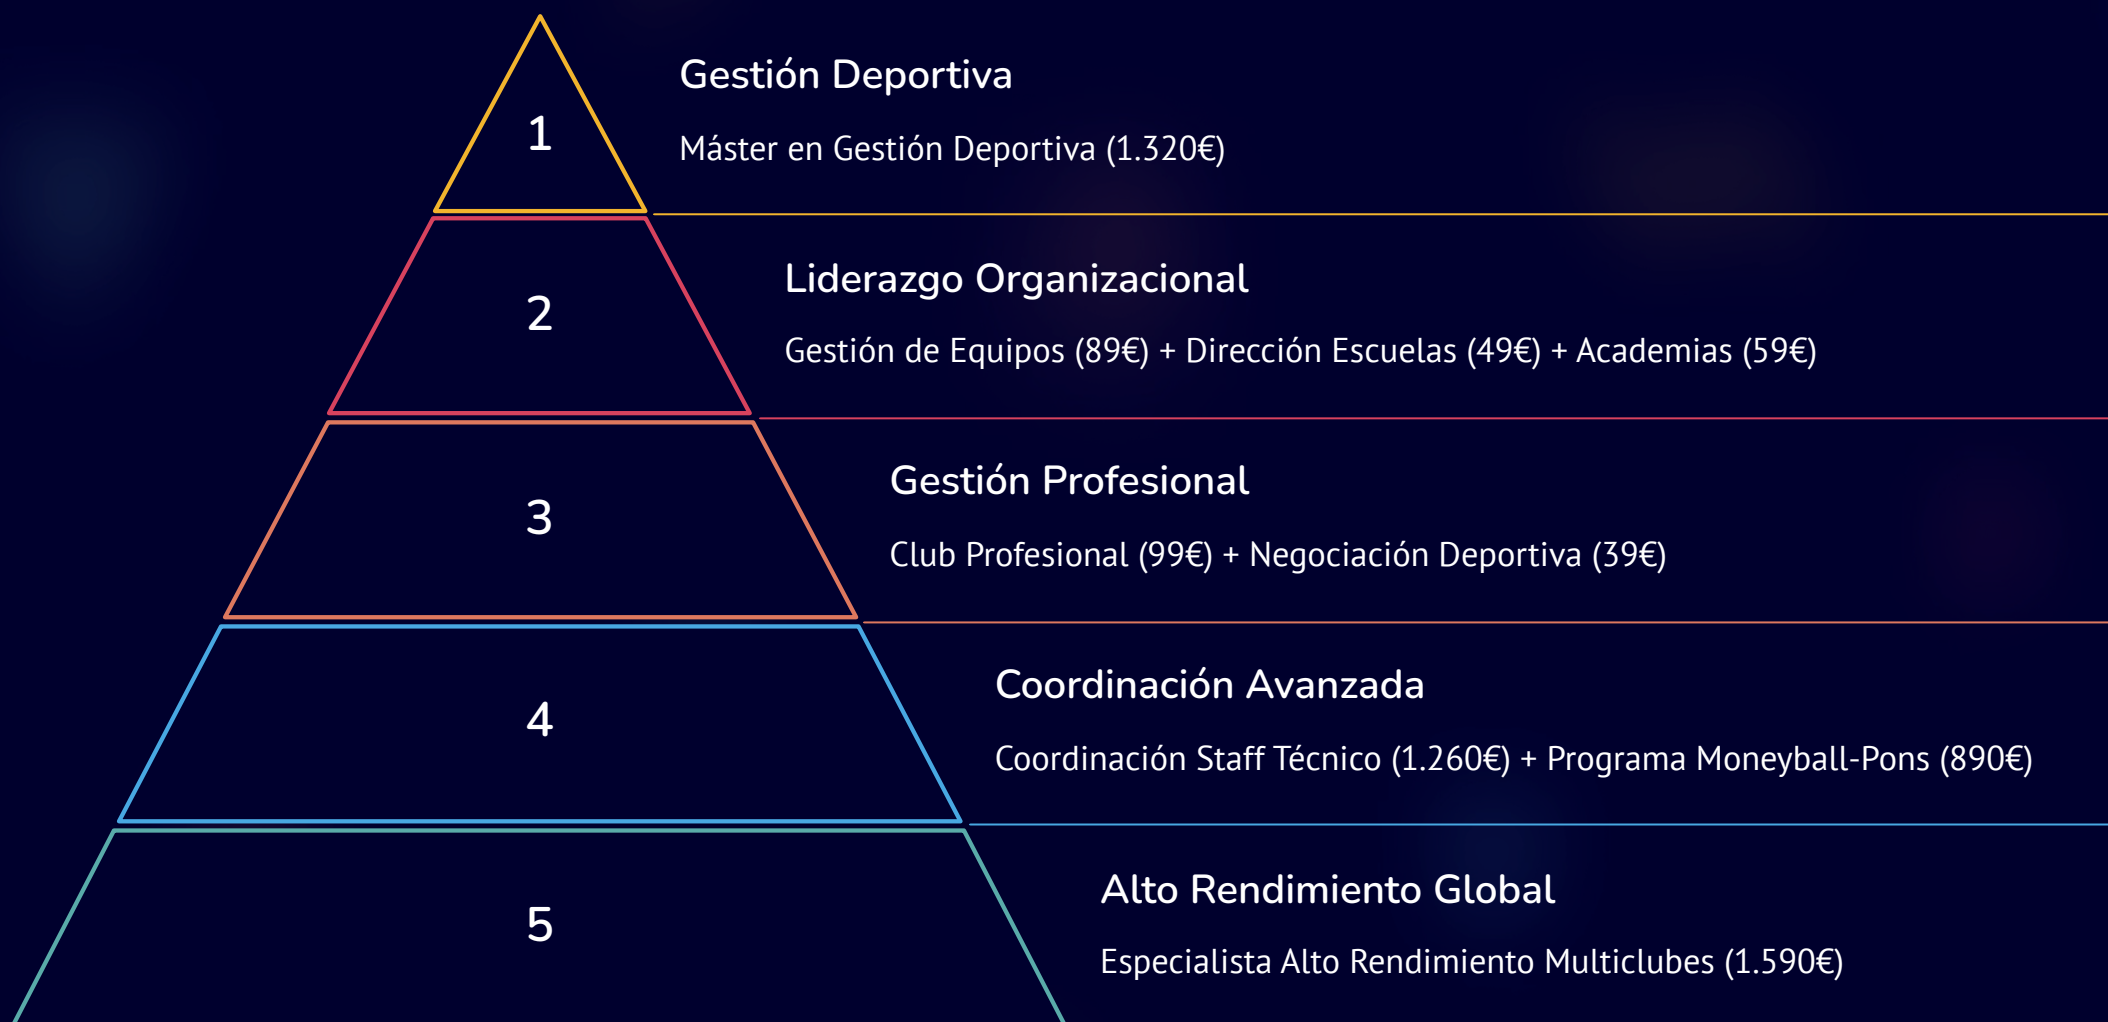 1
Gestión Deportiva
Máster en Gestión Deportiva (1.320€)
2
Liderazgo Organizacional
Gestión de Equipos (89€) + Dirección Escuelas (49€) + Academias (59€)
3
Gestión Profesional
Club Profesional (99€) + Negociación Deportiva (39€)
4
Coordinación Avanzada
Coordinación Staff Técnico (1.260€) + Programa Moneyball-Pons (890€)
5
Alto Rendimiento Global
Especialista Alto Rendimiento Multiclubes (1.590€)